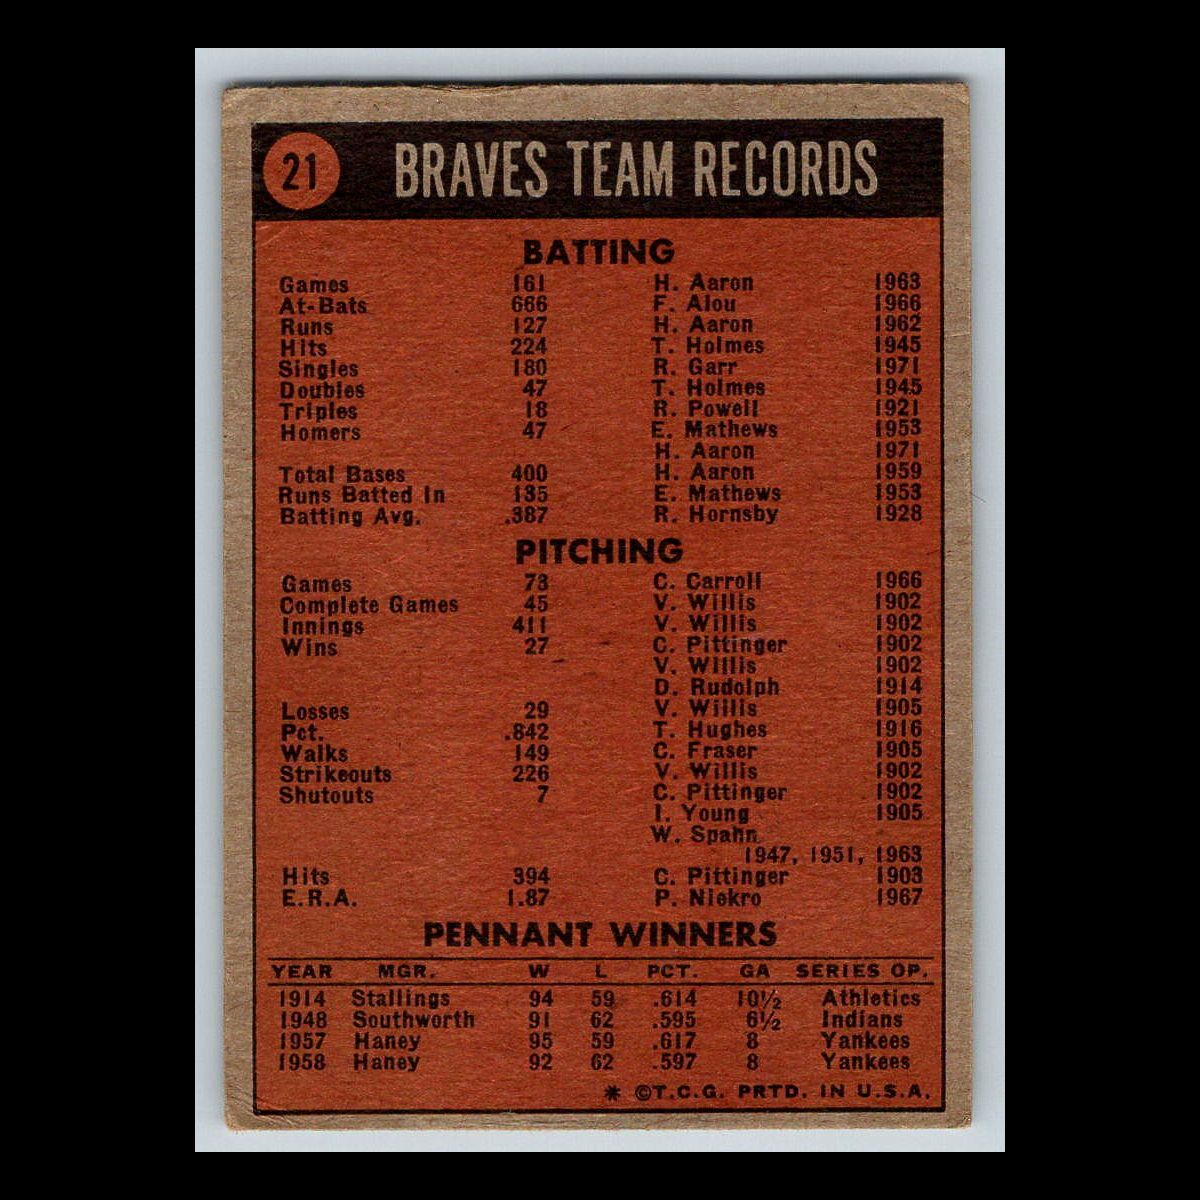 21 BRAVES TEAM RECORDS
BATTING
Games 161 H. Aaron 1963
At-Bats 666 F. Alou 1966
Runs 127 H. Aaron 1962
Hits 224 T. Holmes 1945
Singles 180 R. Garr 1971
Doubles 47 T. Holmes 1945
Triples 18 R. Powell 1921
Homers 47 E. Mathews 1953
H. Aaron 1971
Total Bases 400 H. Aaron 1959
Runs Batted In 135 E. Mathews 1953
Batting Avg. .387 R. Hornsby 1928
PITCHING
Games 73 C. Carroll 1966
Complete Games 45 V. Willis 1902
Innings 411 V. Willis 1902
Wins 27 C. Pittinger 1902
V. Willis 1902
D. Rudolph 1914
Losses 29 V. Willis 1905
Pct. .842 T. Hughes 1916
Walks 149 C. Fraser 1905
Strikeouts 226 V. Willis 1902
Shutouts 7 C. Pittinger 1902
I. Young 1905
W. Spahn
1947, 1951, 1963
Hits 394 C. Pittinger 1903
E.R.A. 1.87 P. Niekro 1967
PENNANT WINNERS
YEAR MGR. W L PCT. GA SERIES OP.
1914 Stallings 94 59 .614 10½ Athletics
1948 Southworth 91 62 .595 6½ Indians
1957 Haney 95 59 .617 8 Yankees
1958 Haney 92 62 .597 8 Yankees
* ©T.C.G. PRTD. IN U.S.A.